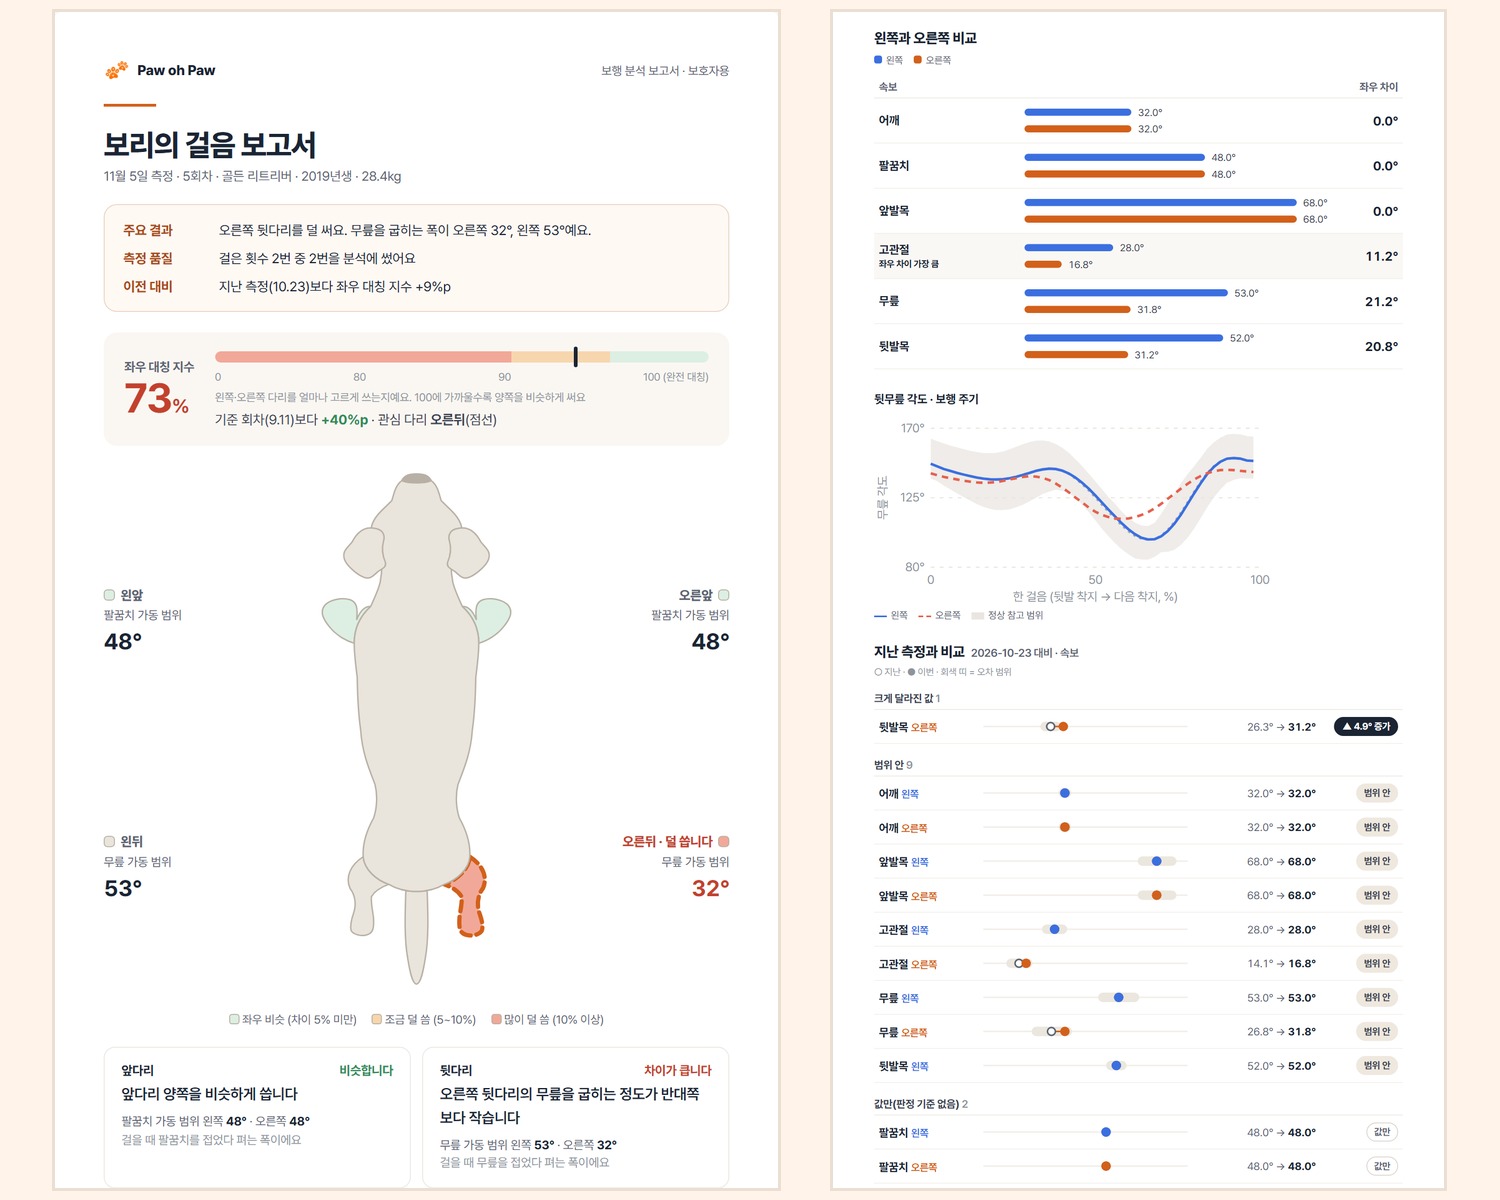 Paw oh Paw
보행 분석 보고서 · 보호자용
보리의 걸음 보고서
11월 5일 측정 · 5회차 · 골든 리트리버 · 2019년생 · 28.4kg
주요 결과 오른쪽 뒷다리를 덜 써요. 무릎을 굽히는 폭이 오른쪽 32°, 왼쪽 53°예요.
측정 품질 걸은 횟수 2번 중 2번을 분석에 썼어요
이전 대비 지난 측정(10.23)보다 좌우 대칭 지수 +9%p
좌우 대칭 지수
73%
0 80 90 100 (완전 대칭)
왼쪽·오른쪽 다리를 얼마나 고르게 쓰는지예요. 100에 가까울수록 양쪽을 비슷하게 써요
기준 회차(9.11)보다 +40%p · 관심 다리 오른뒤(점선)
왼앞
팔꿈치 가동 범위
48°
오른앞
팔꿈치 가동 범위
48°
왼뒤
무릎 가동 범위
53°
오른뒤 · 덜 씁니다
무릎 가동 범위
32°
좌우 비슷 (차이 5% 미만) 조금 덜 씀 (5~10%) 많이 덜 씀 (10% 이상)
앞다리 비슷합니다
앞다리 양쪽을 비슷하게 씁니다
팔꿈치 가동 범위 왼쪽 48° · 오른쪽 48°
걸을 때 팔꿈치를 접었다 펴는 폭이에요
뒷다리 차이가 큽니다
오른쪽 뒷다리의 무릎을 굽히는 정도가 반대쪽
보다 작습니다
무릎 가동 범위 왼쪽 53° · 오른쪽 32°
걸을 때 무릎을 접었다 펴는 폭이에요
왼쪽과 오른쪽 비교
왼쪽 오른쪽
속보 좌우 차이
어깨 32.0° 32.0° 0.0°
팔꿈치 48.0° 48.0° 0.0°
앞발목 68.0° 68.0° 0.0°
고관절 28.0° 16.8° 11.2°
좌우 차이 가장 큼
무릎 53.0° 31.8° 21.2°
뒷발목 52.0° 31.2° 20.8°
뒷무릎 각도 · 보행 주기
170°
125°
80°
무릎 각도
0 50 100
한 걸음 (뒷발 착지 → 다음 착지, %)
왼쪽 오른쪽 정상 참고 범위
지난 측정과 비교 2026-10-23 대비 · 속보
지난 · 이번 · 회색 띠 = 오차 범위
크게 달라진 값 1
뒷발목 오른쪽 26.3° → 31.2° ▲ 4.9° 증가
범위 안 9
어깨 왼쪽 32.0° → 32.0° 범위 안
어깨 오른쪽 32.0° → 32.0° 범위 안
앞발목 왼쪽 68.0° → 68.0° 범위 안
앞발목 오른쪽 68.0° → 68.0° 범위 안
고관절 왼쪽 28.0° → 28.0° 범위 안
고관절 오른쪽 14.1° → 16.8° 범위 안
무릎 왼쪽 53.0° → 53.0° 범위 안
무릎 오른쪽 26.8° → 31.8° 범위 안
뒷발목 왼쪽 52.0° → 52.0° 범위 안
값만(판정 기준 없음) 2
팔꿈치 왼쪽 48.0° → 48.0° 값만
팔꿈치 오른쪽 48.0° → 48.0° 값만